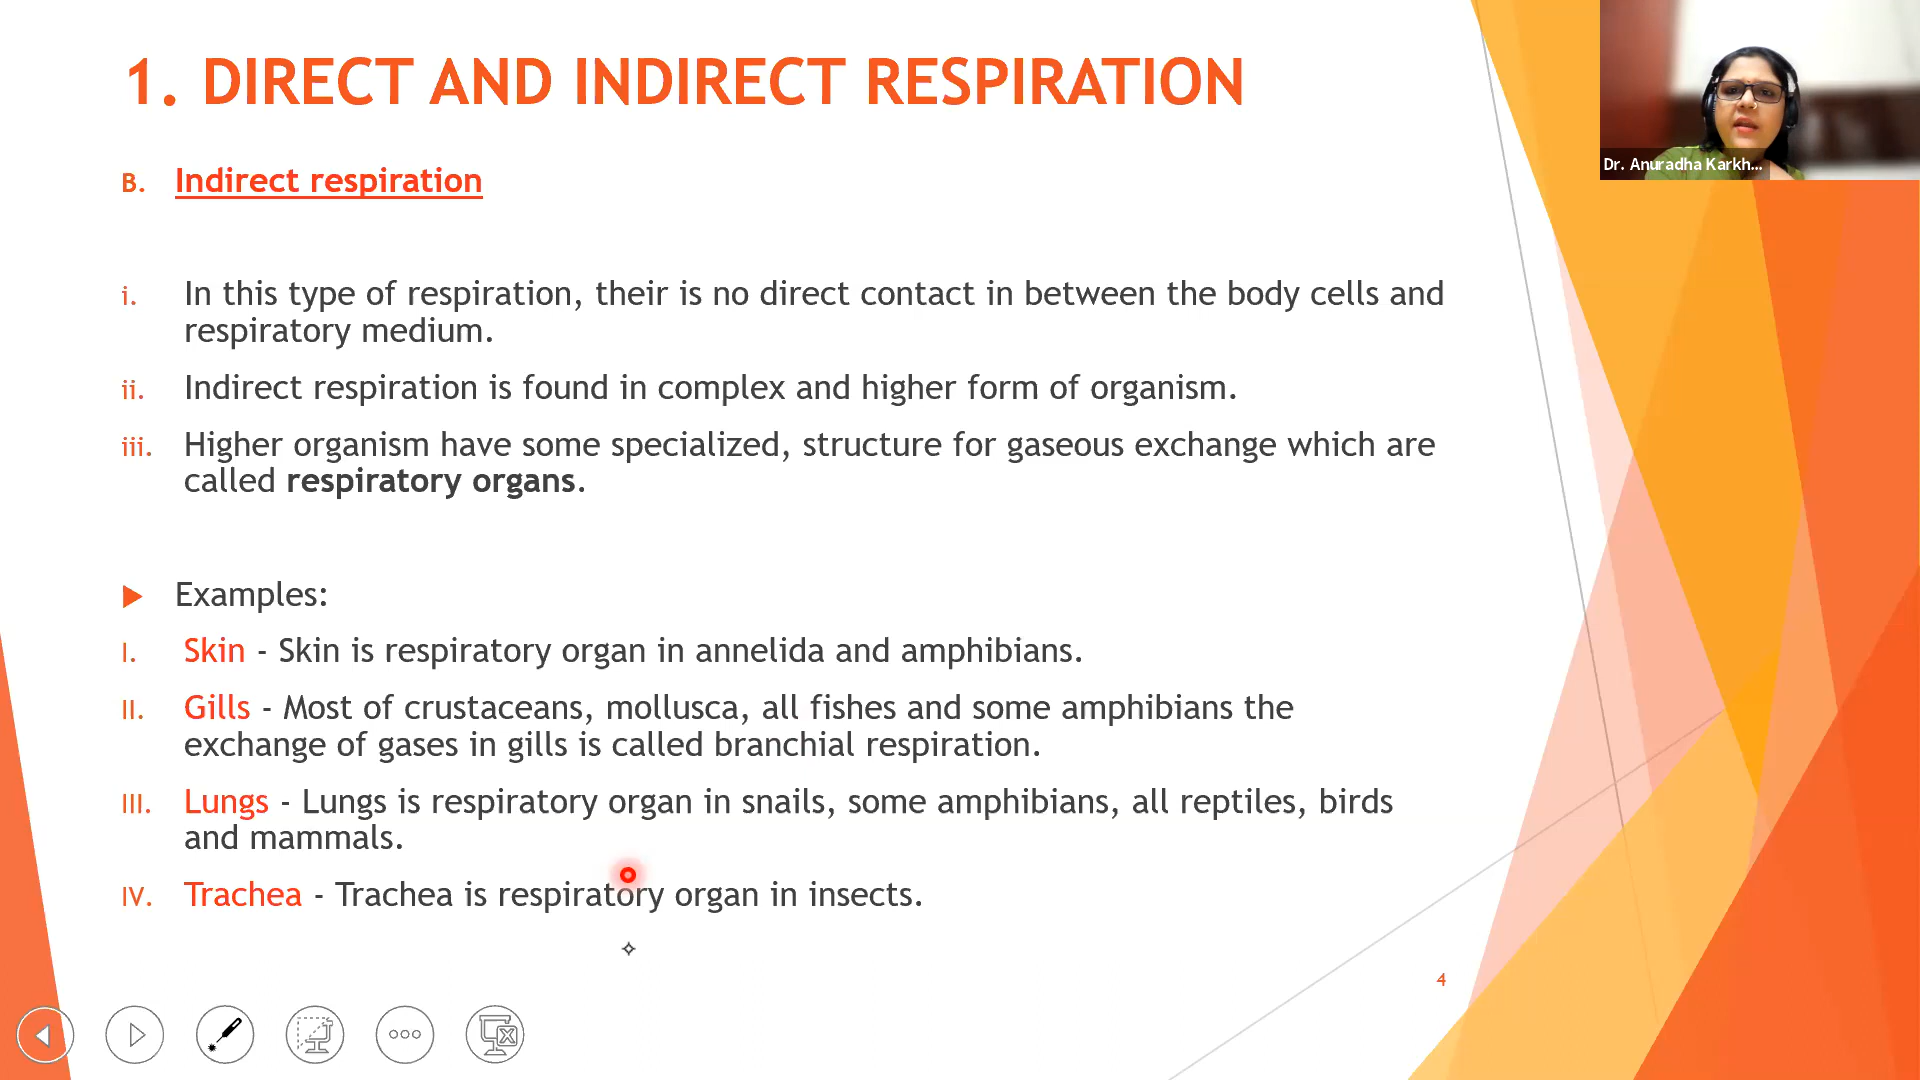 1. DIRECT AND INDIRECT RESPIRATION
Dr. Anuradha Karkh...
B. Indirect respiration
i. In this type of respiration, their is no direct contact in between the body cells and
respiratory medium.
ii. Indirect respiration is found in complex and higher form of organism.
iii. Higher organism have some specialized, structure for gaseous exchange which are
called respiratory organs.
Examples:
I. Skin - Skin is respiratory organ in annelida and amphibians.
II. Gills - Most of crustaceans, mollusca, all fishes and some amphibians the
exchange of gases in gills is called branchial respiration.
III. Lungs - Lungs is respiratory organ in snails, some amphibians, all reptiles, birds
and mammals.
IV. Trachea - Trachea is respiratory organ in insects.
4